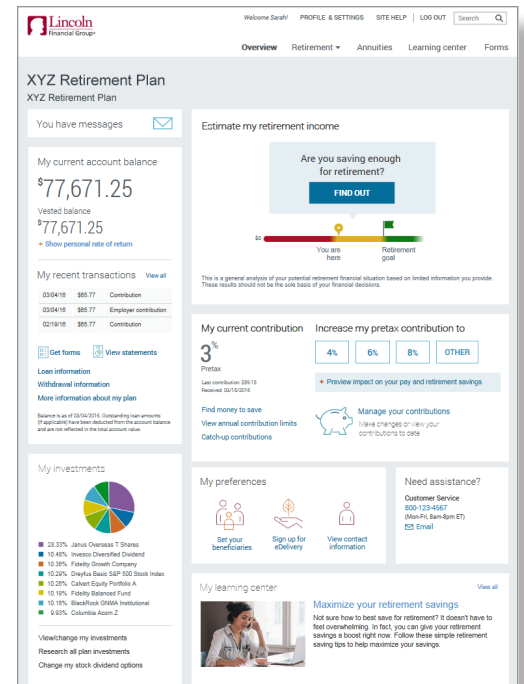 Lincoln
Financial Group®
Welcome Sarah! PROFILE & SETTINGS SITE HELP | LOG OUT Search
Overview Retirement Annuities Learning center Forms
XYZ Retirement Plan
XYZ Retirement Plan
You have messages
My current account balance
$77,671.25
Vested balance
$77,671.25
+ Show personal rate of return
My recent transactions View all
03/04/16 $65.77 Contribution
03/04/16 $65.77 Employer contribution
02/19/16 $65.77 Contribution
Get forms View statements
Loan information
Withdrawal information
More information about my plan
Balance is as of 03/04/2016. Outstanding loan amounts
(if applicable) have been deducted from the account balance
and are not reflected in the total account value.
My investments
28.33% Janus Overseas T Shares
10.46% Invesco Diversified Dividend
10.36% Fidelity Growth Company
10.29% Dreyfus Basic S&P 500 Stock Index
10.26% Calvert Equity Portfolio A
10.19% Fidelity Balanced Fund
10.16% BlackRock GNMA Institutional
9.93% Columbia Acorn Z
View/change my investments
Research all plan investments
Change my stock dividend options
Estimate my retirement income
Are you saving enough
for retirement?
FIND OUT
$0
You are
here
Retirement
goal
This is a general analysis of your potential retirement financial situation based on limited information you provide.
These results should not be the sole basis of your financial decisions.
My current contribution
3%
Pretax
Last contribution: $59.15
Received: 02/15/2016
Find money to save
View annual contribution limits
Catch-up contributions
Increase my pretax contribution to
4% 6% 8% OTHER
+ Preview impact on your pay and retirement savings
Manage your contributions
Make changes or view your
contributions to date
My preferences
Set your
beneficiaries
Sign up for
eDelivery
View contact
information
Need assistance?
Customer Service
800-123-4567
(Mon-Fri, 8am-8pm ET)
Email
My learning center View all
Maximize your retirement savings
Not sure how to best save for retirement? It doesn't have to
feel overwhelming. In fact, you can give your retirement
savings a boost right now. Follow these simple retirement
saving tips to help maximize your savings.